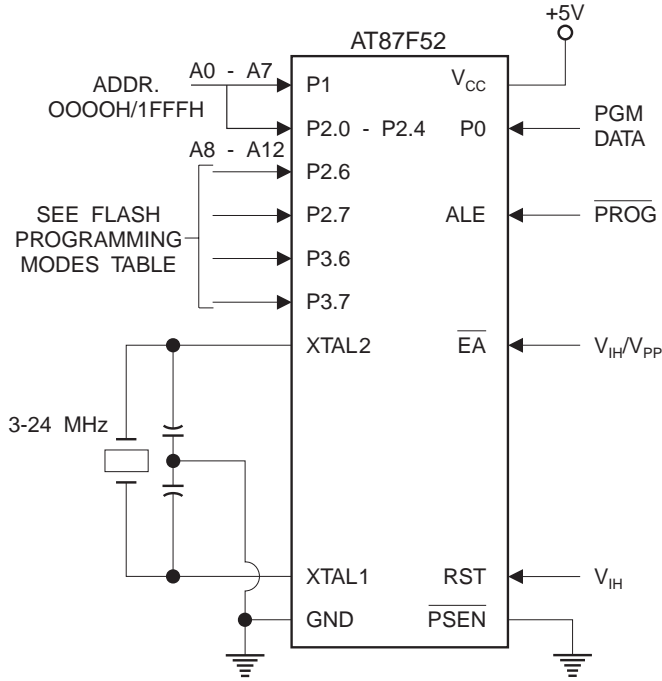 +5V
AT87F52
ADDR.
OOOOH/1FFFH
A0 - A7
P1
VCC
P2.0 - P2.4
P0
PGM
DATA
A8 - A12
P2.6
SEE FLASH
PROGRAMMING
MODES TABLE
P2.7
ALE
PROG
P3.6
P3.7
XTAL2
EA
VIH/VPP
3-24 MHz
XTAL1
RST
VIH
GND
PSEN